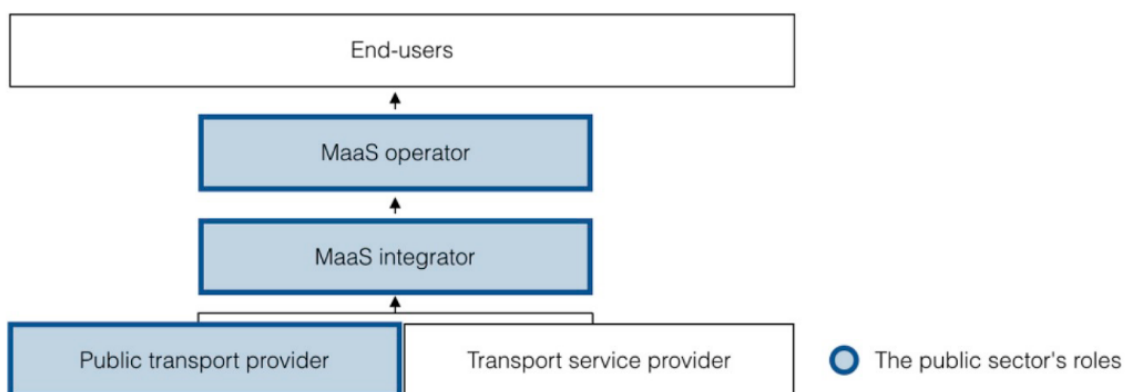 End-users
MaaS operator
MaaS integrator
Public transport provider
Transport service provider
The public sector's roles